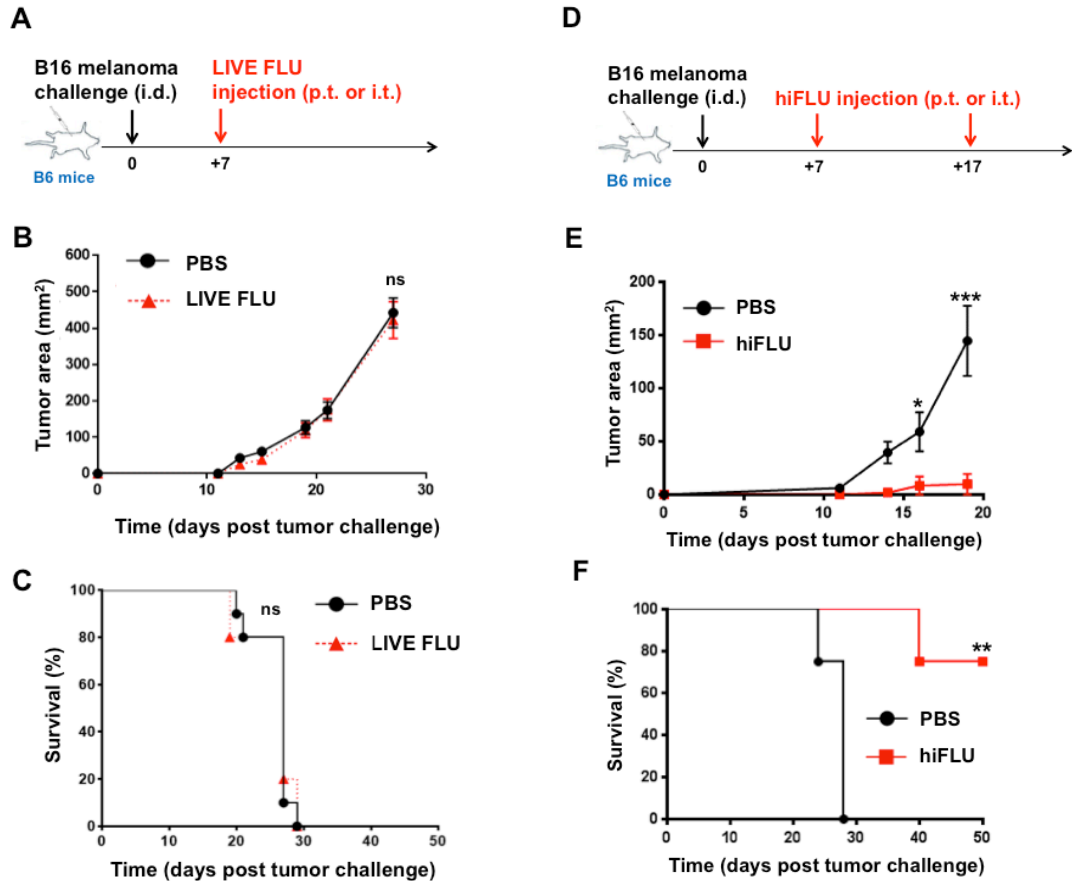 A
B16 melanoma
challenge (i.d.)
LIVE FLU
injection (p.t. or i.t.)
B6 mice
0
+7
D
B16 melanoma
challenge (i.d.)
hiFLU injection (p.t. or i.t.)
B6 mice
0
+7
+17
B
600
500
400
300
200
100
0
Tumor area (mm²)
PBS
LIVE FLU
ns
0
10
20
30
Time (days post tumor challenge)
E
200
150
100
50
0
Tumor area (mm²)
PBS
hiFLU
*
***
0
10
15
20
Time (days post tumor challenge)
C
100
80
60
40
20
0
Survival (%)
ns
PBS
LIVE FLU
0
10
20
30
40
50
Time (days post tumor challenge)
F
100
80
60
40
20
0
Survival (%)
**
PBS
hiFLU
0
10
20
30
40
50
Time (days post tumor challenge)